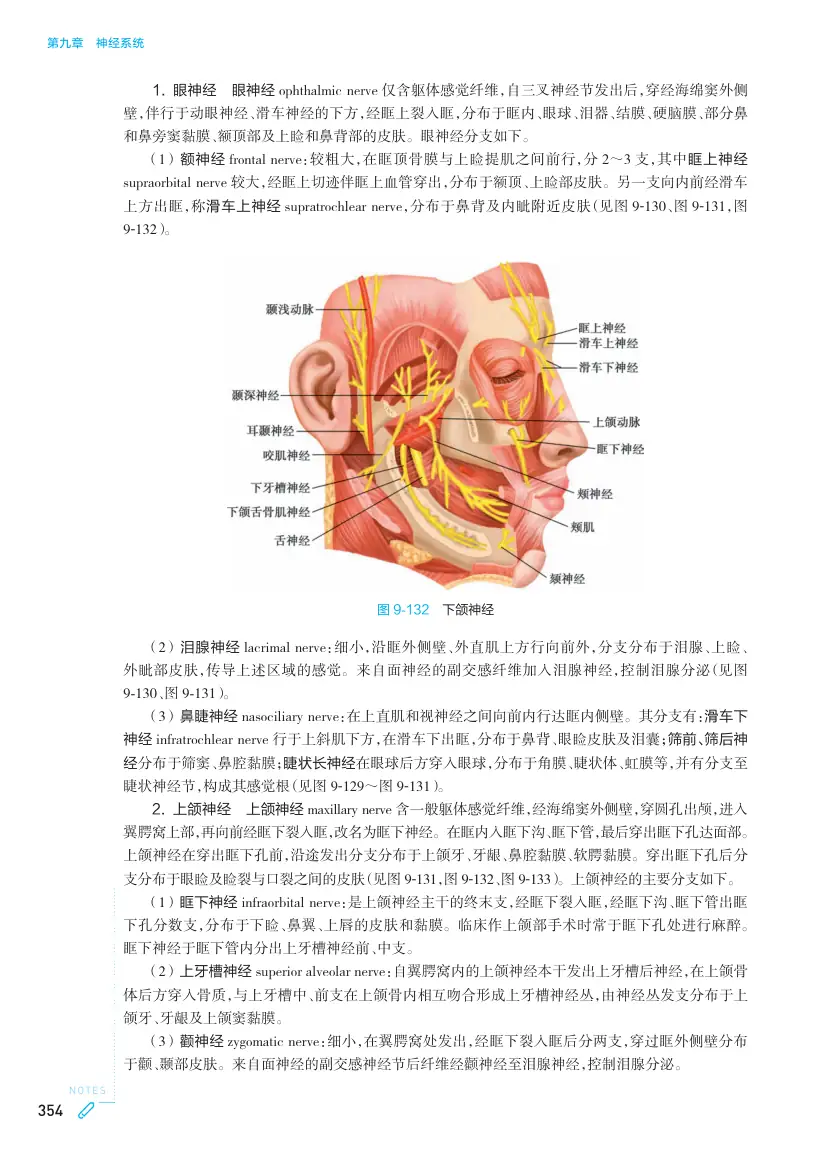 第九章　神经系统
1. 眼神经　眼神经 ophthalmic nerve 仅含躯体感觉纤维,自三叉神经节发出后,穿经海绵窦外侧
壁,伴行于动眼神经、滑车神经的下方,经眶上裂入眶,分布于眶内、眼球、泪器、结膜、硬脑膜、部分鼻
和鼻旁窦黏膜、额顶部及上睑和鼻背部的皮肤。眼神经分支如下。
（1）额神经 frontal nerve:较粗大,在眶顶骨膜与上睑提肌之间前行,分 2～3 支,其中眶上神经
supraorbital nerve 较大,经眶上切迹伴眶上血管穿出,分布于额顶、上睑部皮肤。另一支向内前经滑车
上方出眶,称滑车上神经 supratrochlear nerve,分布于鼻背及内眦附近皮肤（见图 9-130、图 9-131,图
9-132）。
颞浅动脉
眶上神经
滑车上神经
滑车下神经
颞深神经
上颌动脉
耳颞神经
眶下神经
咬肌神经
下牙槽神经
颊神经
下颌舌骨肌神经
颊肌
舌神经
颏神经
图 9-132　下颌神经
（2）泪腺神经 lacrimal nerve:细小,沿眶外侧壁、外直肌上方行向前外,分支分布于泪腺、上睑、
外眦部皮肤,传导上述区域的感觉。来自面神经的副交感纤维加入泪腺神经,控制泪腺分泌（见图
9-130、图 9-131）。
（3）鼻睫神经 nasociliary nerve:在上直肌和视神经之间向前内行达眶内侧壁。其分支有:滑车下
神经 infratrochlear nerve 行于上斜肌下方,在滑车下出眶,分布于鼻背、眼睑皮肤及泪囊;筛前、筛后神
经分布于筛窦、鼻腔黏膜;睫状长神经在眼球后方穿入眼球,分布于角膜、睫状体、虹膜等,并有分支至
睫状神经节,构成其感觉根（见图 9-129～图 9-131）。
2. 上颌神经　上颌神经 maxillary nerve 含一般躯体感觉纤维,经海绵窦外侧壁,穿圆孔出颅,进入
翼腭窝上部,再向前经眶下裂入眶,改名为眶下神经。在眶内入眶下沟、眶下管,最后穿出眶下孔达面部。
上颌神经在穿出眶下孔前,沿途发出分支分布于上颌牙、牙龈、鼻腔黏膜、软腭黏膜。穿出眶下孔后分
支分布于眼睑及睑裂与口裂之间的皮肤（见图 9-131,图 9-132、图 9-133）。上颌神经的主要分支如下。
（1）眶下神经 infraorbital nerve:是上颌神经主干的终末支,经眶下裂入眶,经眶下沟、眶下管出眶
下孔分数支,分布于下睑、鼻翼、上唇的皮肤和黏膜。临床作上颌部手术时常于眶下孔处进行麻醉。
眶下神经于眶下管内分出上牙槽神经前、中支。
（2）上牙槽神经 superior alveolar nerve:自翼腭窝内的上颌神经本干发出上牙槽后神经,在上颌骨
体后方穿入骨质,与上牙槽中、前支在上颌骨内相互吻合形成上牙槽神经丛,由神经丛发支分布于上
颌牙、牙龈及上颌窦黏膜。
（3）颧神经 zygomatic nerve:细小,在翼腭窝处发出,经眶下裂入眶后分两支,穿过眶外侧壁分布
于颧、颞部皮肤。来自面神经的副交感神经节后纤维经颧神经至泪腺神经,控制泪腺分泌。
NOTES
354